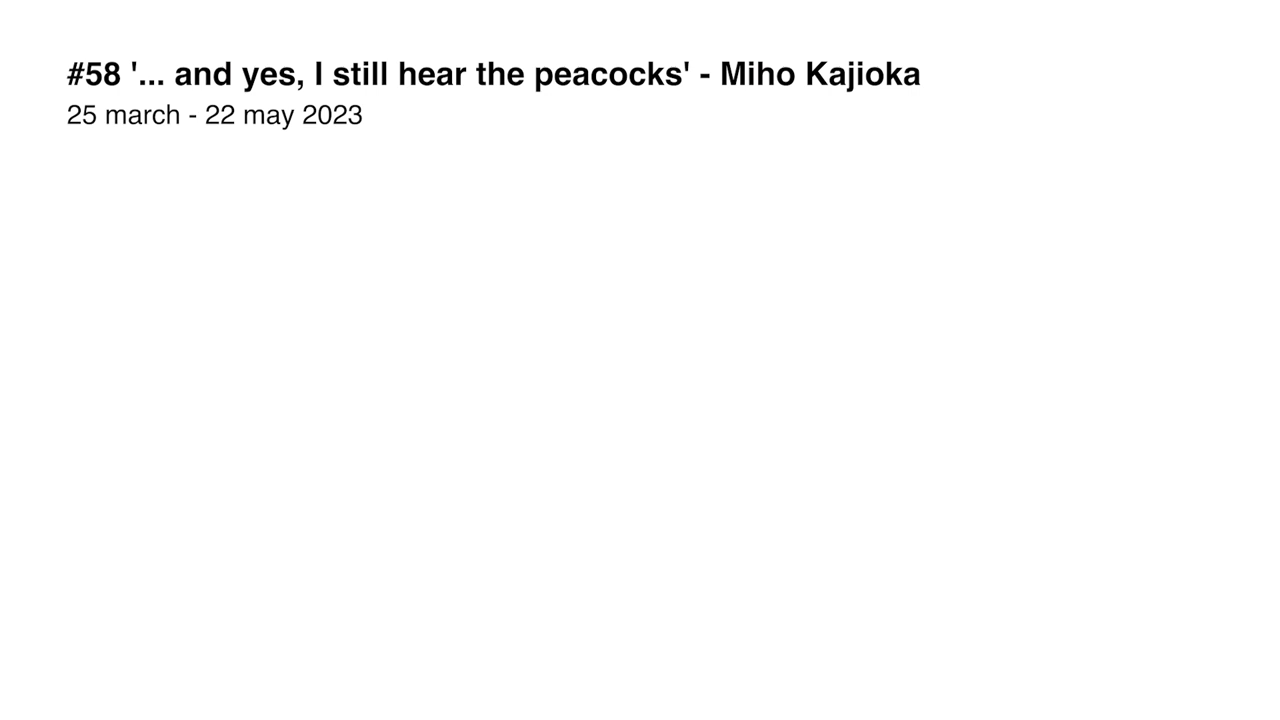 #58 '... and yes, I still hear the peacocks' - Miho Kajioka
25 march - 22 may 2023